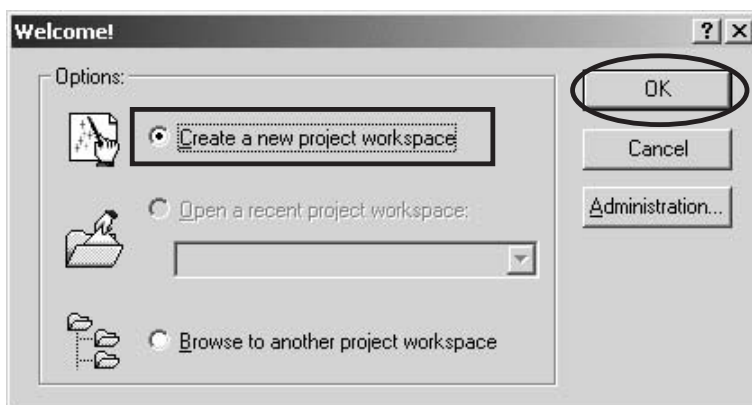 Welcome!
? ×
Options:
Create a new project workspace
Open a recent project workspace:
Browse to another project workspace
OK
Cancel
Administration...